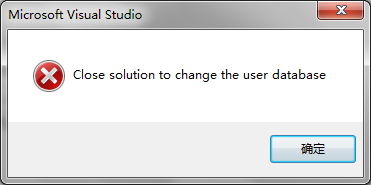 Microsoft Visual Studio
Close solution to change the user database
确定